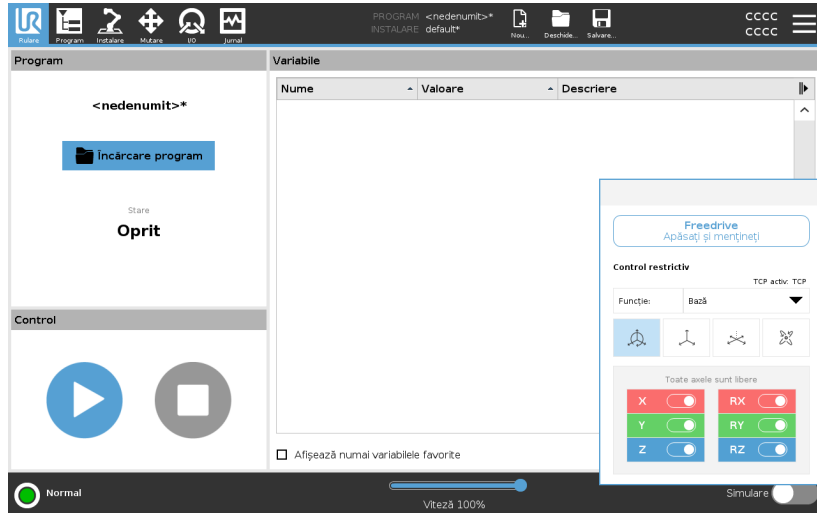 UR
Rulare
Program
Instalare
Mutare
I/O
Jurnal
PROGRAM <nedenumit>*
INSTALARE default*
Nou...
Deschide...
Salvare...
cccc
cccc
Program
<nedenumit>*
Încărcare program
Stare
Oprit
Control
Variabile
Nume
Valoare
Descriere
Afișează numai variabilele favorite
Freedrive
Apăsați și mențineți
Control restrictiv
TCP activ: TCP
Funcție: Bază
Toate axele sunt libere
X RX
Y RY
Z RZ
Normal
Viteză 100%
Simulare